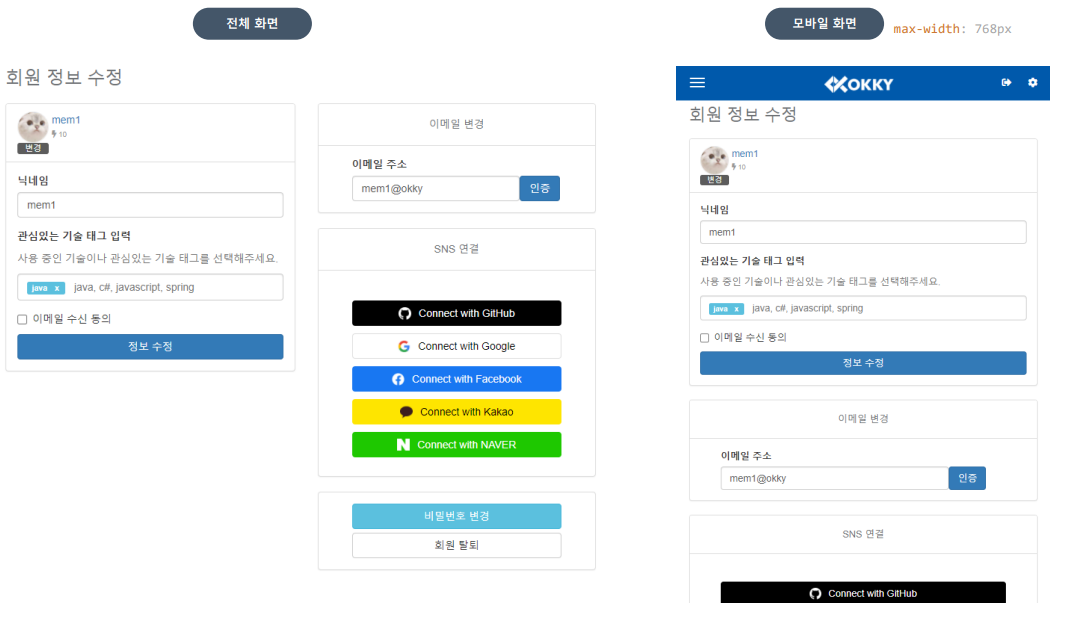 전체 화면
회원 정보 수정
mem1
10
변경
닉네임
mem1
관심있는 기술 태그 입력
사용 중인 기술이나 관심있는 기술 태그를 선택해주세요.
java x java, c#, javascript, spring
이메일 수신 동의
정보 수정
이메일 변경
이메일 주소
mem1@okky 인증
SNS 연결
Connect with GitHub
Connect with Google
Connect with Facebook
Connect with Kakao
Connect with NAVER
비밀번호 변경
회원 탈퇴
모바일 화면 max-width: 768px
OKKY
회원 정보 수정
mem1
10
변경
닉네임
mem1
관심있는 기술 태그 입력
사용 중인 기술이나 관심있는 기술 태그를 선택해주세요.
java x java, c#, javascript, spring
이메일 수신 동의
정보 수정
이메일 변경
이메일 주소
mem1@okky 인증
SNS 연결
Connect with GitHub